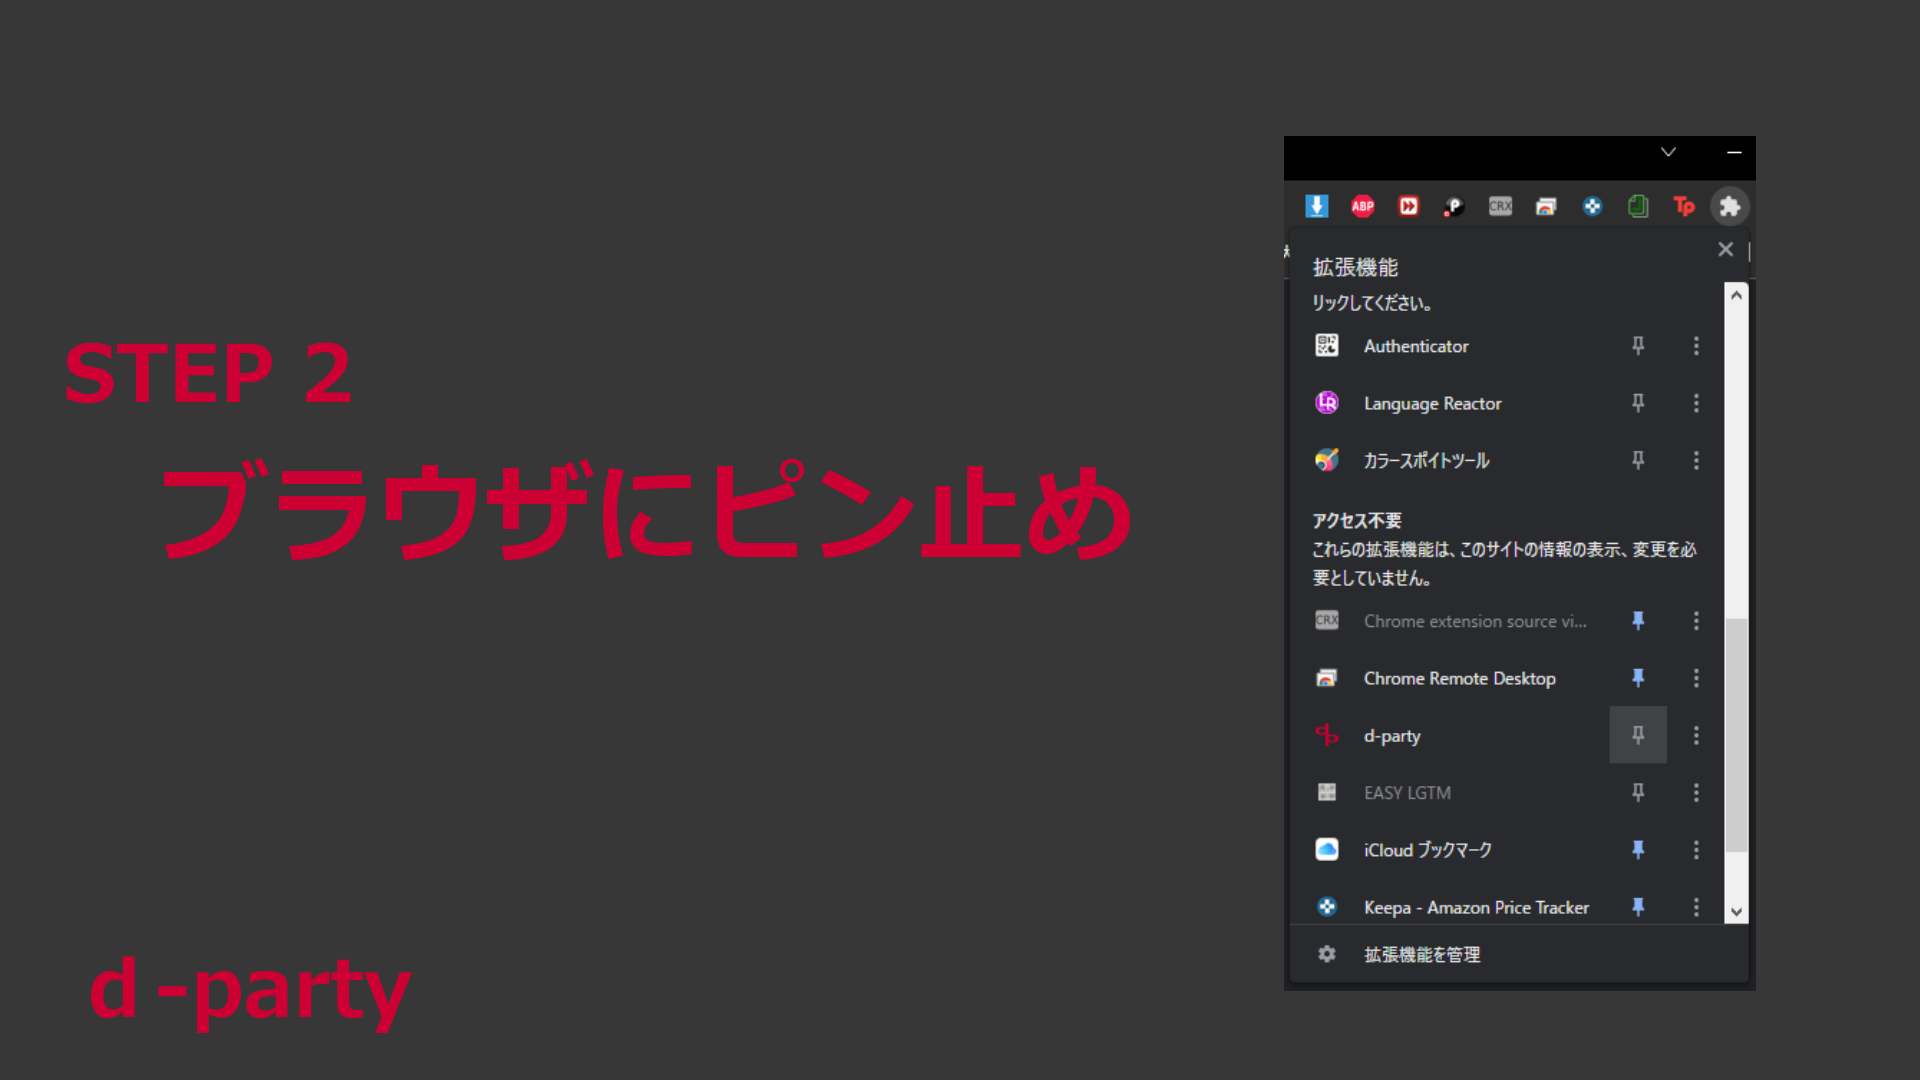 STEP 2
ブラウザにピン止め
d-party
ABP
CRX
Tp
拡張機能
リックしてください。
Authenticator
LR
Language Reactor
カラースポイトツール
アクセス不要
これらの拡張機能は、このサイトの情報の表示、変更を必
要としていません。
CRX
Chrome extension source vi...
Chrome Remote Desktop
d-party
EASY LGTM
iCloud ブックマーク
Keepa - Amazon Price Tracker
拡張機能を管理